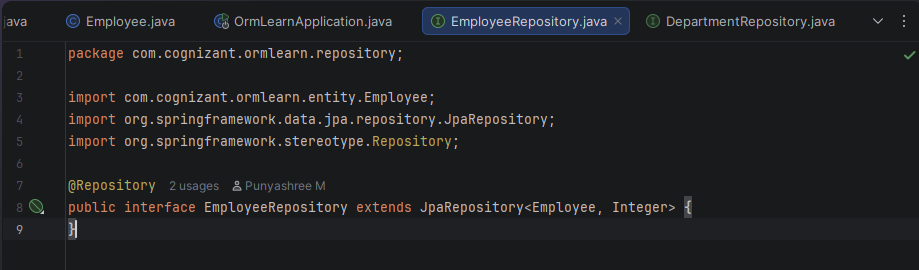 java
Employee.java
OrmLearnApplication.java
EmployeeRepository.java
DepartmentRepository.java
1 package com.cognizant.ormlearn.repository;
2
3 import com.cognizant.ormlearn.entity.Employee;
4 import org.springframework.data.jpa.repository.JpaRepository;
5 import org.springframework.stereotype.Repository;
6
7 @Repository 2 usages Punyashree M
8 public interface EmployeeRepository extends JpaRepository<Employee, Integer> {
9 }